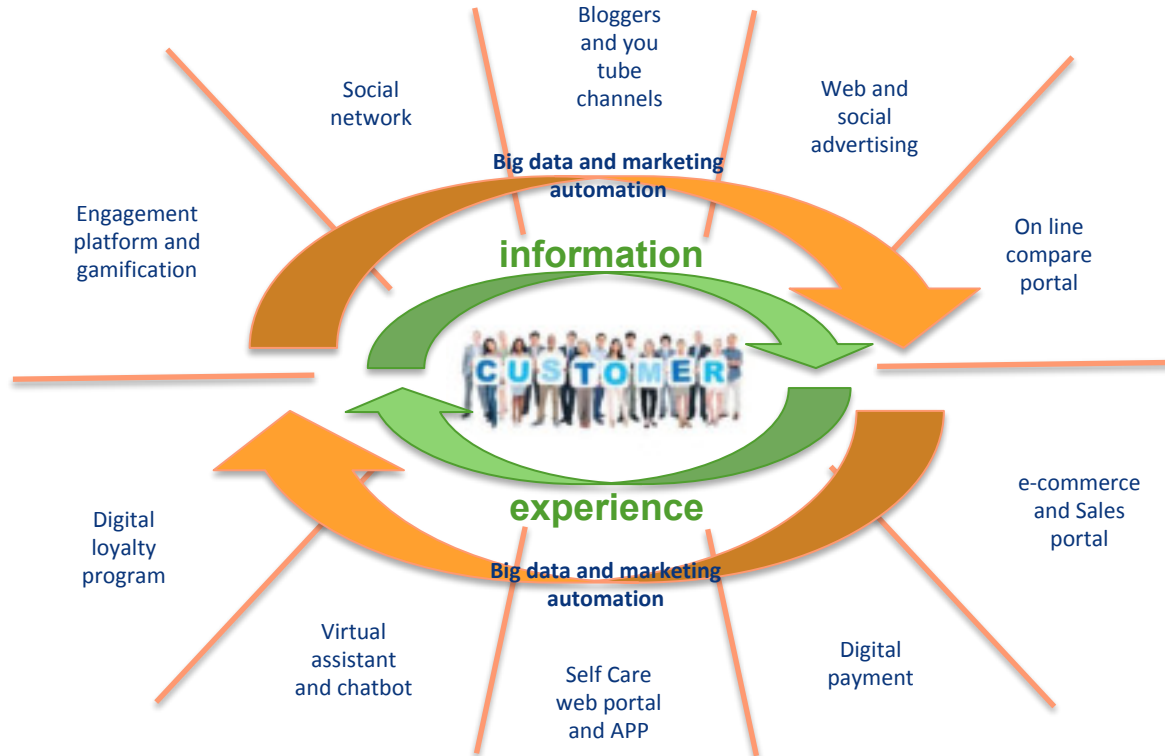 Bloggers
and you
tube
channels
Social
network
Web and
social
advertising
Big data and marketing
automation
Engagement
platform and
gamification
information
On line
compare
portal
CUSTOMER
experience
e-commerce
and Sales
portal
Digital
loyalty
program
Big data and marketing
automation
Virtual
assistant
and chatbot
Self Care
web portal
and APP
Digital
payment